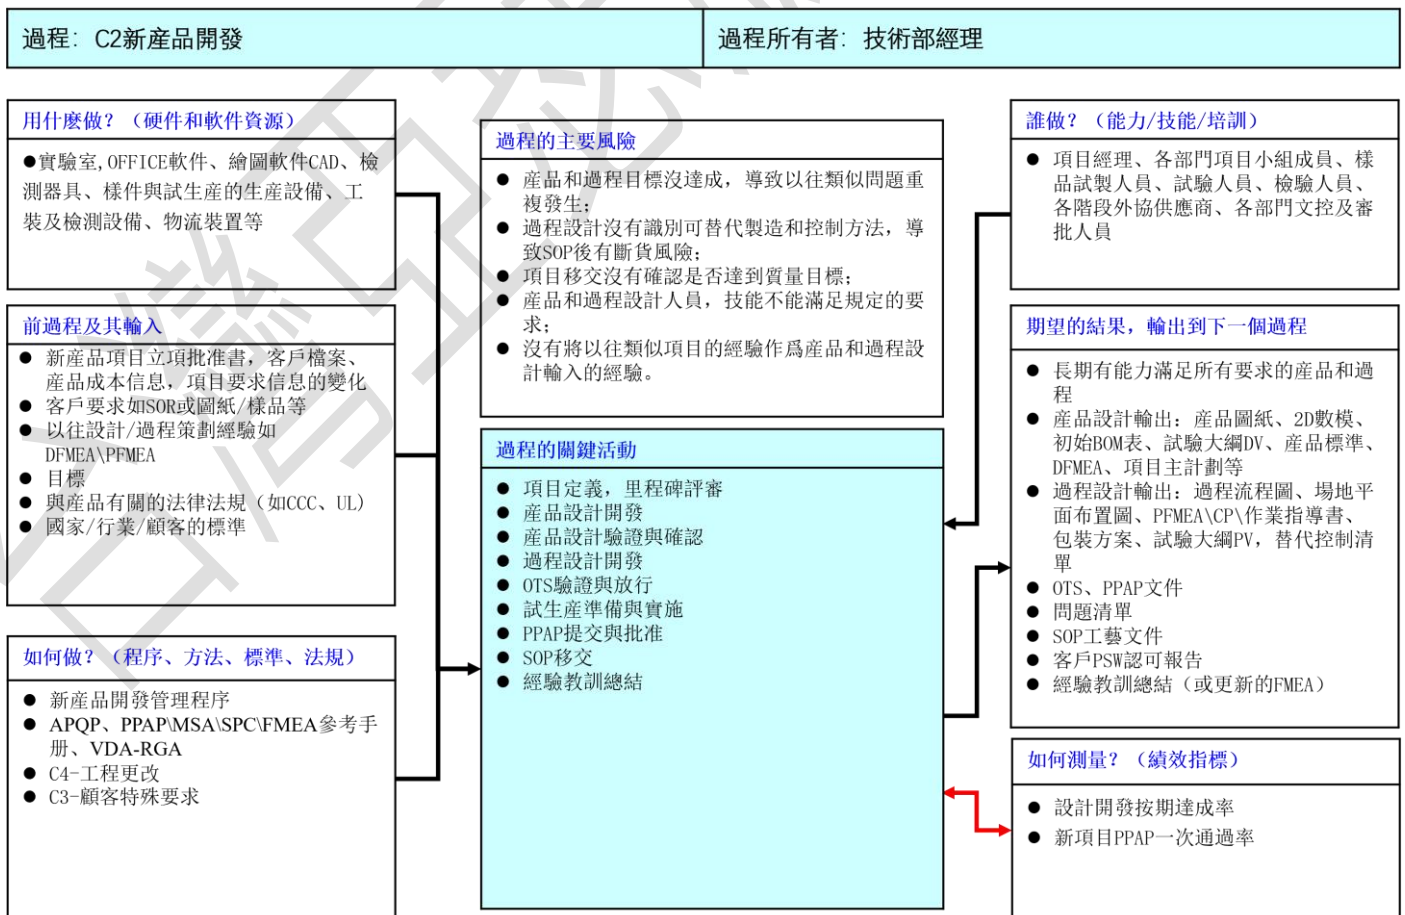 過程: C2新産品開發
過程所有者: 技術部經理
用什麼做? (硬件和軟件資源)
●實驗室,OFFICE軟件、繪圖軟件CAD、檢
測器具、樣件與試生産的生産設備、工
裝及檢測設備、物流裝置等
前過程及其輸入
● 新産品項目立項批准書，客戶檔案、
産品成本信息，項目要求信息的變化
● 客戶要求如SOR或圖紙/樣品等
● 以往設計/過程策劃經驗如
DFMEA\PFMEA
● 目標
● 與産品有關的法律法規（如CCC、UL)
● 國家/行業/顧客的標準
如何做? (程序、方法、標準、法規)
● 新産品開發管理程序
● APQP、PPAP\MSA\SPC\FMEA參考手
册、VDA-RGA
● C4-工程更改
● C3-顧客特殊要求
過程的主要風險
● 産品和過程目標沒達成，導致以往類似問題重
複發生;
● 過程設計沒有識別可替代製造和控制方法，導
致SOP後有斷貨風險;
● 項目移交沒有確認是否達到質量目標;
● 産品和過程設計人員，技能不能滿足規定的要
求;
● 沒有將以往類似項目的經驗作爲産品和過程設
計輸入的經驗。
過程的關鍵活動
● 項目定義，里程碑評審
● 産品設計開發
● 産品設計驗證與確認
● 過程設計開發
● OTS驗證與放行
● 試生産準備與實施
● PPAP提交與批准
● SOP移交
● 經驗教訓總結
誰做? (能力/技能/培訓)
● 項目經理、各部門項目小組成員、樣
品試製人員、試驗人員、檢驗人員、
各階段外協供應商、各部門文控及審
批人員
期望的結果，輸出到下一個過程
● 長期有能力滿足所有要求的産品和過
程
● 産品設計輸出: 産品圖紙、2D數模、
初始BOM表、試驗大綱DV、産品標準、
DFMEA、項目主計劃等
● 過程設計輸出: 過程流程圖、場地平
面布置圖、PFMEA\CP\作業指導書、
包裝方案、試驗大綱PV，替代控制清
單
● OTS、PPAP文件
● 問題清單
● SOP工藝文件
● 客戶PSW認可報告
● 經驗教訓總結（或更新的FMEA）
如何測量? (績效指標)
● 設計開發按期達成率
● 新項目PPAP一次通過率